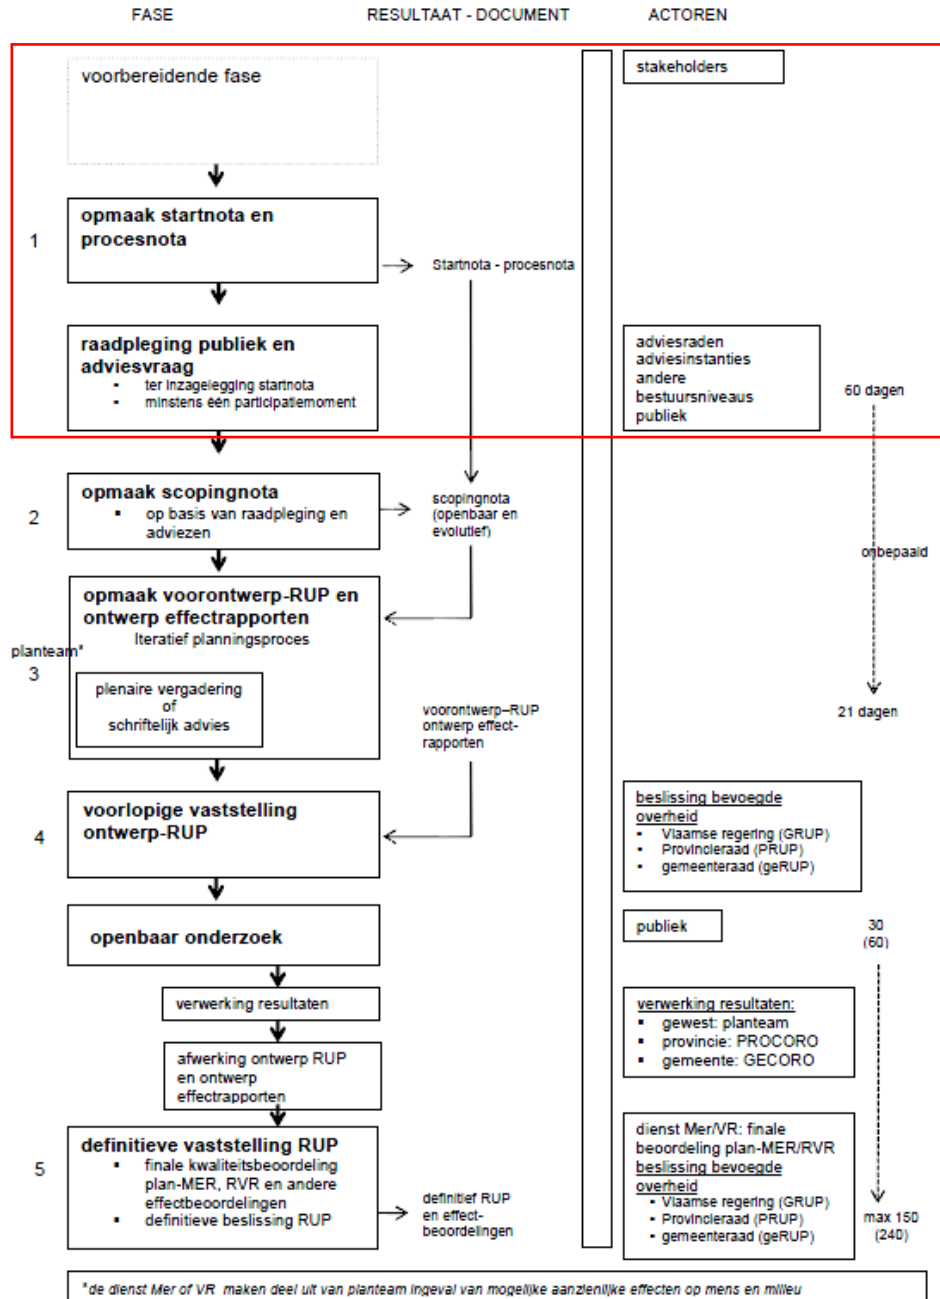 FASE
RESULTAAT - DOCUMENT
ACTOREN
voorbereidende fase
stakeholders
1
opmaak startnota en
procesnota
Startnota - procesnota
raadpleging publiek en
adviesvraag
▪ ter inzagelegging startnota
▪ minstens één participatiemoment
adviesraden
adviesinstanties
andere
bestuursniveaus
publiek
60 dagen
2
opmaak scopingnota
▪ op basis van raadpleging en
adviezen
scopingnota
(openbaar en
evolutief)
onbepaald
planteam*
3
opmaak voorontwerp-RUP en
ontwerp effectrapporten
Iteratief planningsproces
plenaire vergadering
of
schriftelijk advies
voorontwerp–RUP
ontwerp effect-
rapporten
21 dagen
4
voorlopige vaststelling
ontwerp-RUP
beslissing bevoegde
overheid
▪ Vlaamse regering (GRUP)
▪ Provincieraad (PRUP)
▪ gemeenteraad (geRUP)
openbaar onderzoek
publiek
30
(60)
verwerking resultaten
verwerking resultaten:
▪ gewest: planteam
▪ provincie: PROCORO
▪ gemeente: GECORO
afwerking ontwerp RUP
en ontwerp
effectrapporten
5
definitieve vaststelling RUP
▪ finale kwaliteitsbeoordeling
plan-MER, RVR en andere
effectbeoordelingen
▪ definitieve beslissing RUP
definitief RUP
en effect-
beoordelingen
dienst Mer/VR: finale
beoordeling plan-MER/RVR
beslissing bevoegde
overheid
▪ Vlaamse regering (GRUP)
▪ Provincieraad (PRUP)
▪ gemeenteraad (geRUP)
max 150
(240)
*de dienst Mer of VR maken deel uit van planteam ingeval van mogelijke aanzienlijke effecten op mens en milieu